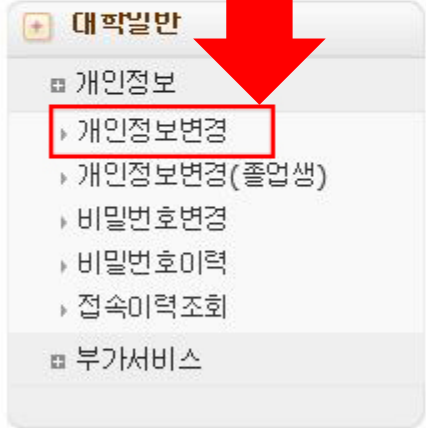 대학일반
개인정보
개인정보변경
개인정보변경(졸업생)
비밀번호변경
비밀번호이력
접속이력조회
부가서비스